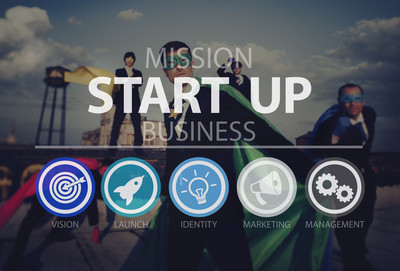 MISSION
START UP
BUSINESS
VISION LAUNCH IDENTITY MARKETING MANAGEMENT